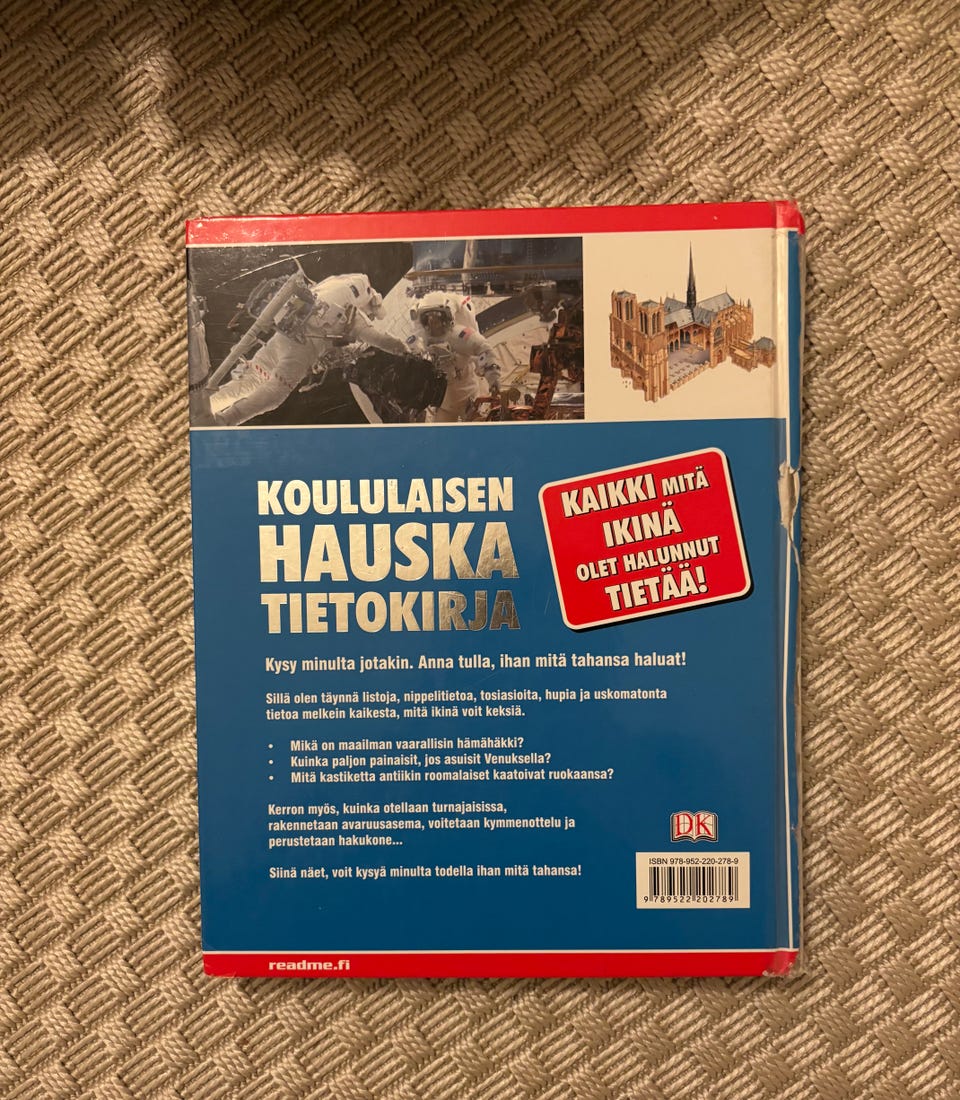 KOULULAISEN
HAUSKA
TIETOKIRJA
KAIKKI MITÄ
IKINÄ
OLET HALUNNUT
TIETÄÄ!
Kysy minulta jotakin. Anna tulla, ihan mitä tahansa haluat!
Sillä olen täynnä listoja, nippelitietoa, tosiasioita, hupia ja uskomatonta
tietoa melkein kaikesta, mitä ikinä voit keksiä.
• Mikä on maailman vaarallisin hämähäkki?
• Kuinka paljon painaisit, jos asuisit Venuksella?
• Mitä kastiketta antiikin roomalaiset kaatoivat ruokaansa?
Kerron myös, kuinka otellaan turnajaisissa,
rakennetaan avaruusasema, voitetaan kymmenottelu ja
perustetaan hakukone...
Siinä näet, voit kysyä minulta todella ihan mitä tahansa!
DK
ISBN 978-952-220-278-9
9 789522 202789
readme.fi